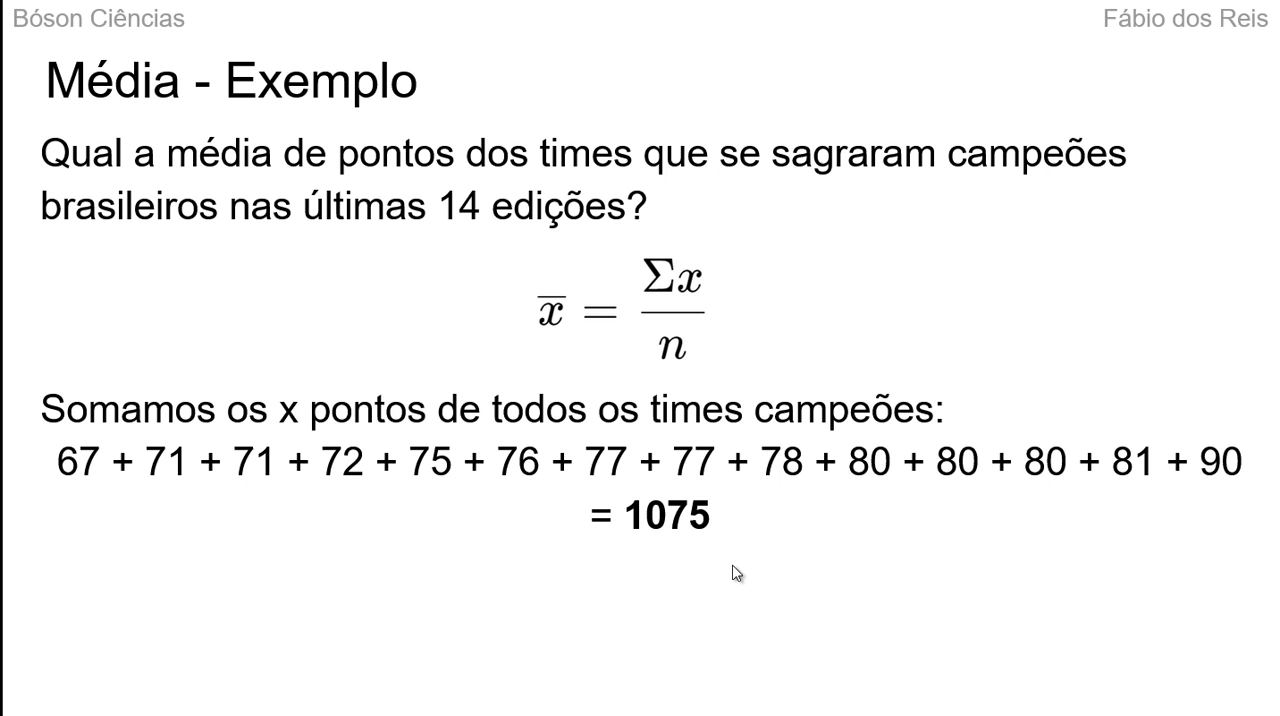 Bóson Ciências
Fábio dos Reis
Média - Exemplo
Qual a média de pontos dos times que se sagraram campeões
brasileiros nas últimas 14 edições?
x̅ = Σx / n
Somamos os x pontos de todos os times campeões:
67 + 71 + 71 + 72 + 75 + 76 + 77 + 77 + 78 + 80 + 80 + 80 + 81 + 90
= 1075